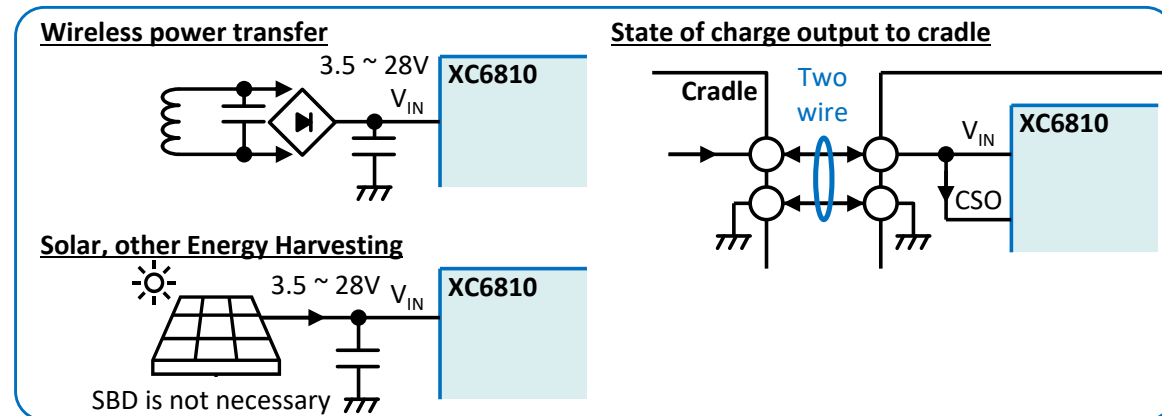 Wireless power transfer
3.5 ~ 28V
VIN
XC6810
Solar, other Energy Harvesting
3.5 ~ 28V
VIN
XC6810
SBD is not necessary
State of charge output to cradle
Cradle
Two
wire
VIN
XC6810
CSO